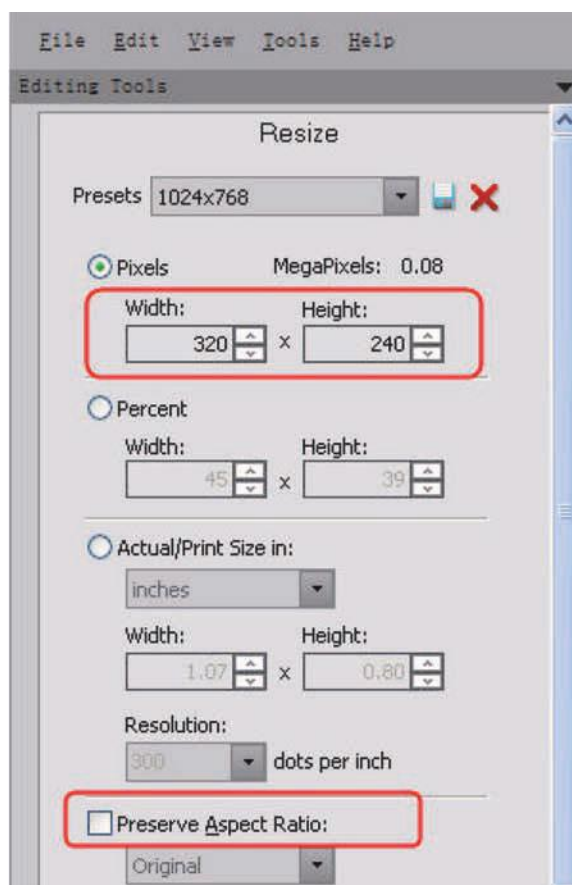 File Edit View Tools Help
Editing Tools
Resize
Presets 1024x768
Pixels MegaPixels: 0.08
Width: Height:
320 x 240
Percent
Width: Height:
45 x 39
Actual/Print Size in:
inches
Width: Height:
1.07 x 0.80
Resolution:
300 dots per inch
Preserve Aspect Ratio:
Original